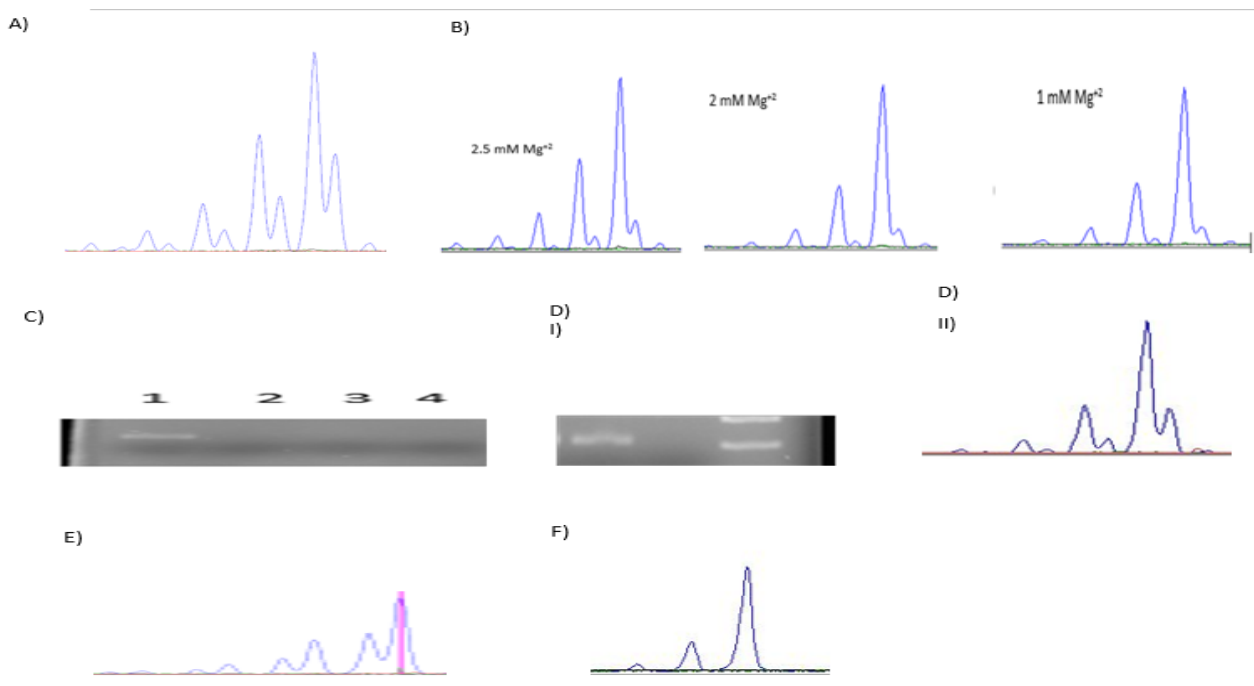 A)
B)
2.5 mM Mg+2
2 mM Mg+2
1 mM Mg+2
C)
1 2 3 4
D)
I)
D)
II)
E)
F)